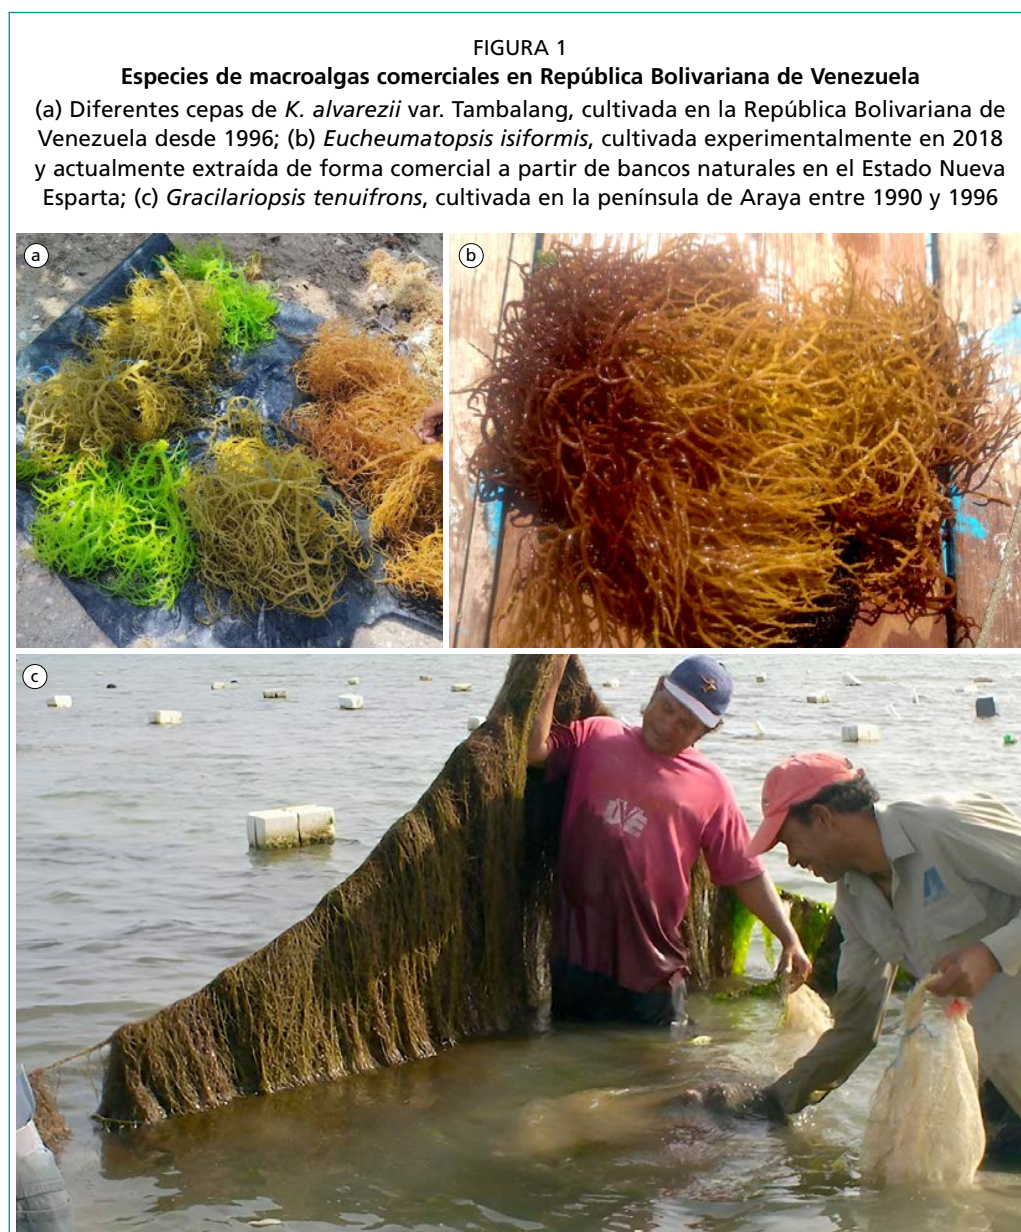 FIGURA 1
Especies de macroalgas comerciales en República Bolivariana de Venezuela
(a) Diferentes cepas de K. alvarezii var. Tambalang, cultivada en la República Bolivariana de
Venezuela desde 1996; (b) Eucheumatopsis isiformis, cultivada experimentalmente en 2018
y actualmente extraída de forma comercial a partir de bancos naturales en el Estado Nueva
Esparta; (c) Gracilariopsis tenuifrons, cultivada en la península de Araya entre 1990 y 1996
a
b
c